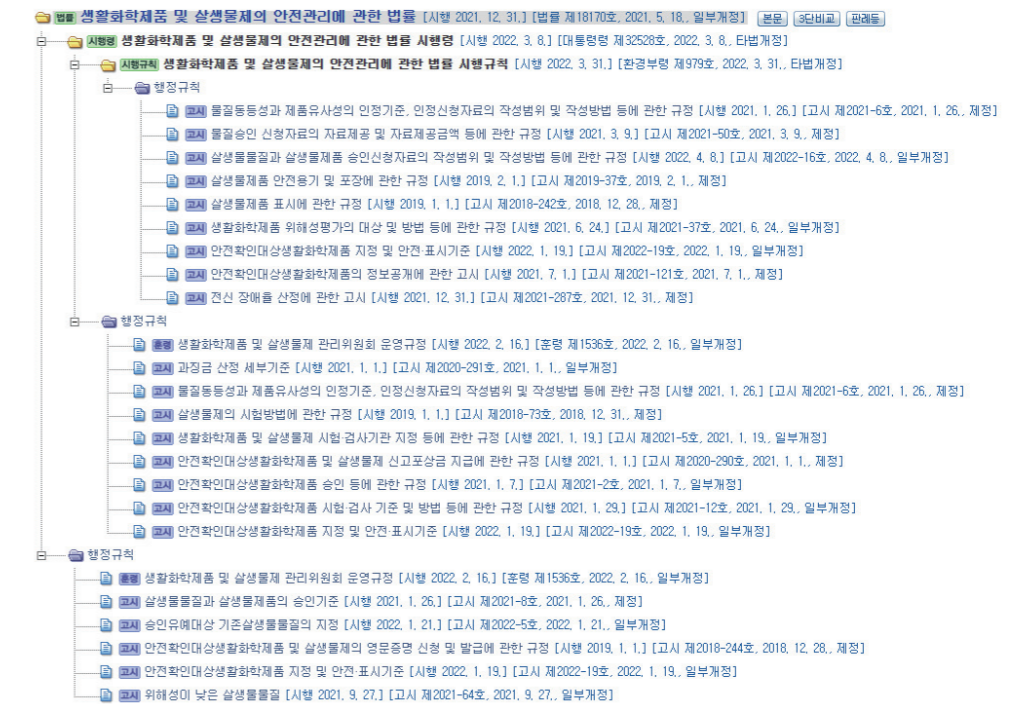 법률 생활화학제품 및 살생물제의 안전관리에 관한 법률 [시행 2021. 12. 31.] [법률 제18170호, 2021. 5. 18., 일부개정] 본문 3단비교 판례등
시행령 생활화학제품 및 살생물제의 안전관리에 관한 법률 시행령 [시행 2022. 3. 8.] [대통령령 제32528호, 2022. 3. 8., 타법개정]
시행규칙 생활화학제품 및 살생물제의 안전관리에 관한 법률 시행규칙 [시행 2022. 3. 31.] [환경부령 제979호, 2022. 3. 31., 타법개정]
행정규칙
고시 물질동등성과 제품유사성의 인정기준, 인정신청자료의 작성범위 및 작성방법 등에 관한 규정 [시행 2021. 1. 26.] [고시 제2021-6호, 2021. 1. 26., 제정]
고시 물질승인 신청자료의 자료제공 및 자료제공금액 등에 관한 규정 [시행 2021. 3. 9.] [고시 제2021-50호, 2021. 3. 9., 제정]
고시 살생물물질과 살생물제품 승인신청자료의 작성범위 및 작성방법 등에 관한 규정 [시행 2022. 4. 8.] [고시 제2022-16호, 2022. 4. 8., 일부개정]
고시 살생물제품 안전용기 및 포장에 관한 규정 [시행 2019. 2. 1.] [고시 제2019-37호, 2019. 2. 1., 제정]
고시 살생물제품 표시에 관한 규정 [시행 2019. 1. 1.] [고시 제2018-242호, 2018. 12. 28., 제정]
고시 생활화학제품 위해성평가의 대상 및 방법 등에 관한 규정 [시행 2021. 6. 24.] [고시 제2021-37호, 2021. 6. 24., 일부개정]
고시 안전확인대상생활화학제품 지정 및 안전·표시기준 [시행 2022. 1. 19.] [고시 제2022-19호, 2022. 1. 19., 일부개정]
고시 안전확인대상생활화학제품의 정보공개에 관한 고시 [시행 2021. 7. 1.] [고시 제2021-121호, 2021. 7. 1., 제정]
고시 전신 장애율 산정에 관한 고시 [시행 2021. 12. 31.] [고시 제2021-287호, 2021. 12. 31., 제정]
행정규칙
훈령 생활화학제품 및 살생물제 관리위원회 운영규정 [시행 2022. 2. 16.] [훈령 제1536호, 2022. 2. 16., 일부개정]
고시 과징금 산정 세부기준 [시행 2021. 1. 1.] [고시 제2020-291호, 2021. 1. 1., 일부개정]
고시 물질동등성과 제품유사성의 인정기준, 인정신청자료의 작성범위 및 작성방법 등에 관한 규정 [시행 2021. 1. 26.] [고시 제2021-6호, 2021. 1. 26., 제정]
고시 살생물제의 시험방법에 관한 규정 [시행 2019. 1. 1.] [고시 제2018-73호, 2018. 12. 31., 제정]
고시 생활화학제품 및 살생물제 시험·검사기관 지정 등에 관한 규정 [시행 2021. 1. 19.] [고시 제2021-5호, 2021. 1. 19., 일부개정]
고시 안전확인대상생활화학제품 및 살생물제 신고포상금 지급에 관한 규정 [시행 2021. 1. 1.] [고시 제2020-290호, 2021. 1. 1., 일부개정]
고시 안전확인대상생활화학제품 승인 등에 관한 규정 [시행 2021. 1. 7.] [고시 제2021-2호, 2021. 1. 7., 일부개정]
고시 안전확인대상생활화학제품 시험·검사 기준 및 방법 등에 관한 규정 [시행 2021. 1. 29.] [고시 제2021-12호, 2021. 1. 29., 일부개정]
고시 안전확인대상생활화학제품 지정 및 안전·표시기준 [시행 2022. 1. 19.] [고시 제2022-19호, 2022. 1. 19., 일부개정]
행정규칙
훈령 생활화학제품 및 살생물제 관리위원회 운영규정 [시행 2022. 2. 16.] [훈령 제1536호, 2022. 2. 16., 일부개정]
고시 살생물물질과 살생물제품의 승인기준 [시행 2021. 1. 26.] [고시 제2021-8호, 2021. 1. 26., 제정]
고시 승인유예대상 기존살생물물질의 지정 [시행 2022. 1. 21.] [고시 제2022-5호, 2022. 1. 21., 일부개정]
고시 안전확인대상생활화학제품 및 살생물제의 영문증명 신청 및 발급에 관한 규정 [시행 2019. 1. 1.] [고시 제2018-244호, 2018. 12. 28., 제정]
고시 안전확인대상생활화학제품 지정 및 안전·표시기준 [시행 2022. 1. 19.] [고시 제2022-19호, 2022. 1. 19., 일부개정]
고시 위해성이 낮은 살생물물질 [시행 2021. 9. 27.] [고시 제2021-64호, 2021. 9. 27., 일부개정]